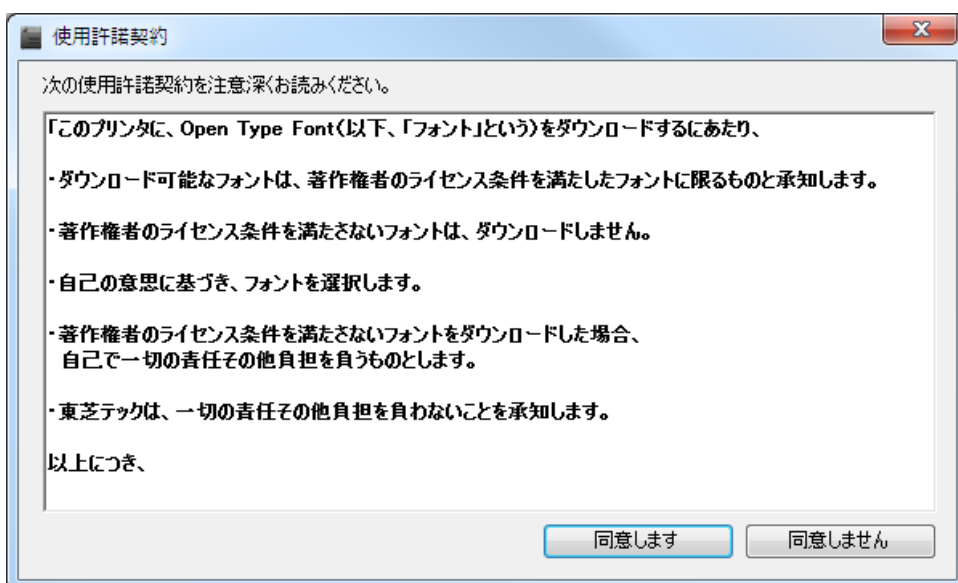 使用許諾契約
次の使用許諾契約を注意深くお読みください。
「このプリンタに、Open Type Font(以下、「フォント」という)をダウンロードするにあたり、
・ダウンロード可能なフォントは、著作権者のライセンス条件を満たしたフォントに限るものと承知します。
・著作権者のライセンス条件を満たさないフォントは、ダウンロードしません。
・自己の意思に基づき、フォントを選択します。
・著作権者のライセンス条件を満たさないフォントをダウンロードした場合、
自己で一切の責任その他負担を負うものとします。
・東芝テックは、一切の責任その他負担を負わないことを承知します。
以上につき、
同意します
同意しません